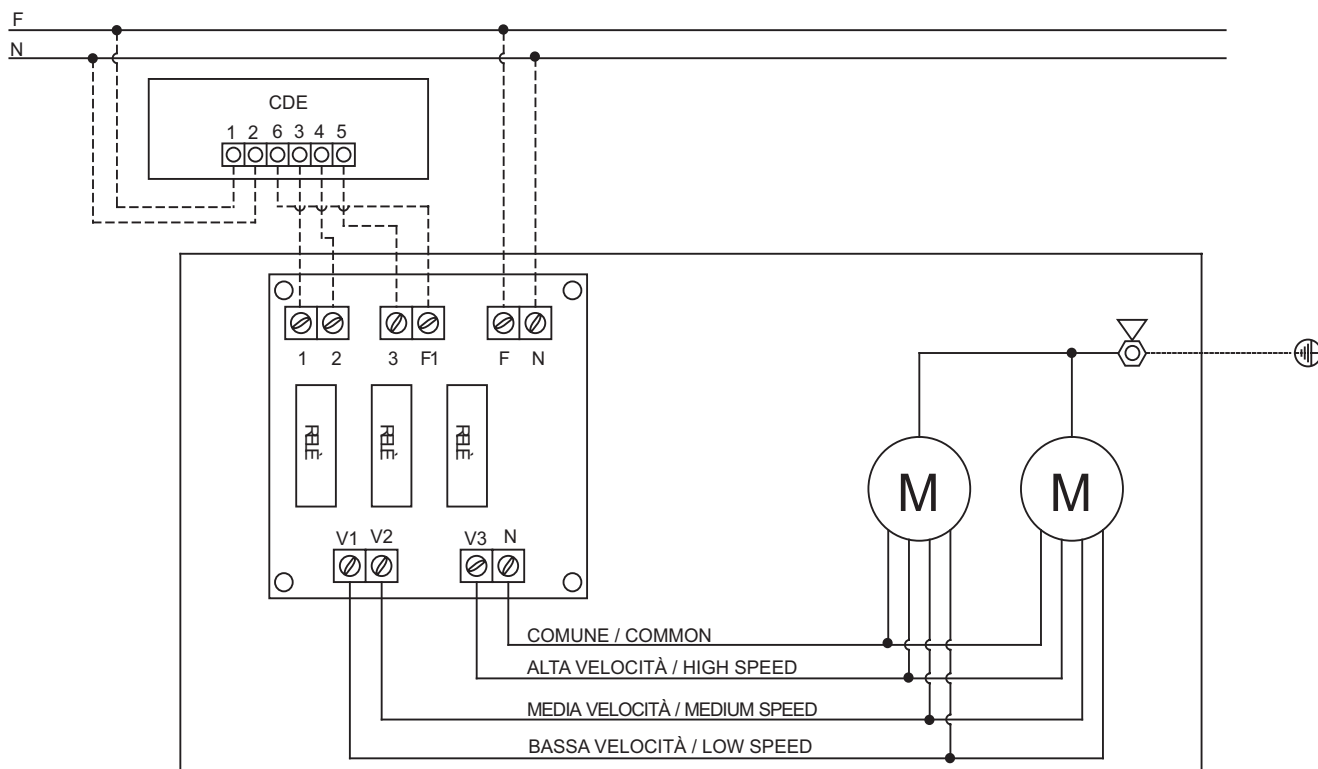 F
N
CDE
1 2 6 3 4 5
1 2 3 F1 F N
RELÈ RELÈ RELÈ
V1 V2 V3 N
M M
COMUNE / COMMON
ALTA VELOCITÀ / HIGH SPEED
MEDIA VELOCITÀ / MEDIUM SPEED
BASSA VELOCITÀ / LOW SPEED